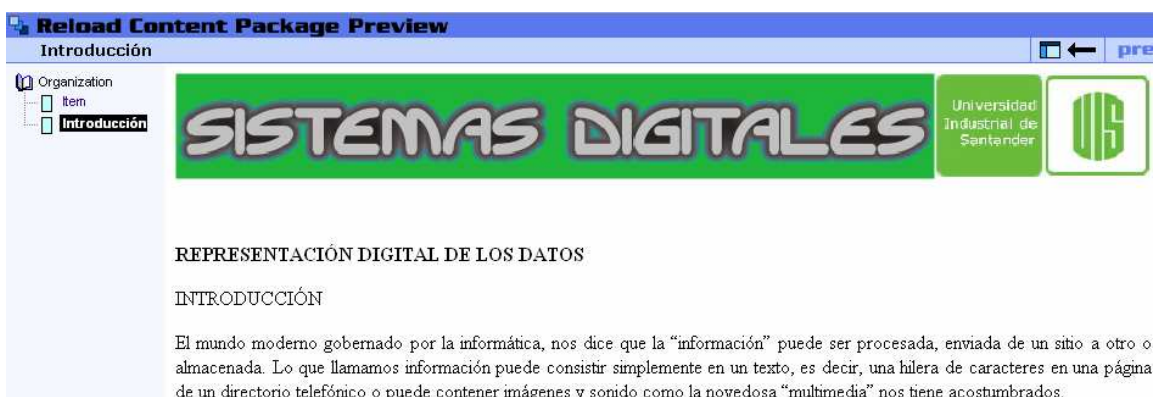 Reload Content Package Preview
Introducción
pre
Organization
Item
Introducción
SISTEMAS DIGITALES
Universidad
Industrial de
Santander
UIS
REPRESENTACIÓN DIGITAL DE LOS DATOS
INTRODUCCIÓN
El mundo moderno gobernado por la informática, nos dice que la “información” puede ser procesada, enviada de un sitio a otro o
almacenada. Lo que llamamos información puede consistir simplemente en un texto, es decir, una hilera de caracteres en una página
de un directorio telefónico o puede contener imágenes y sonido como la novedosa “multimedia” nos tiene acostumbrados.